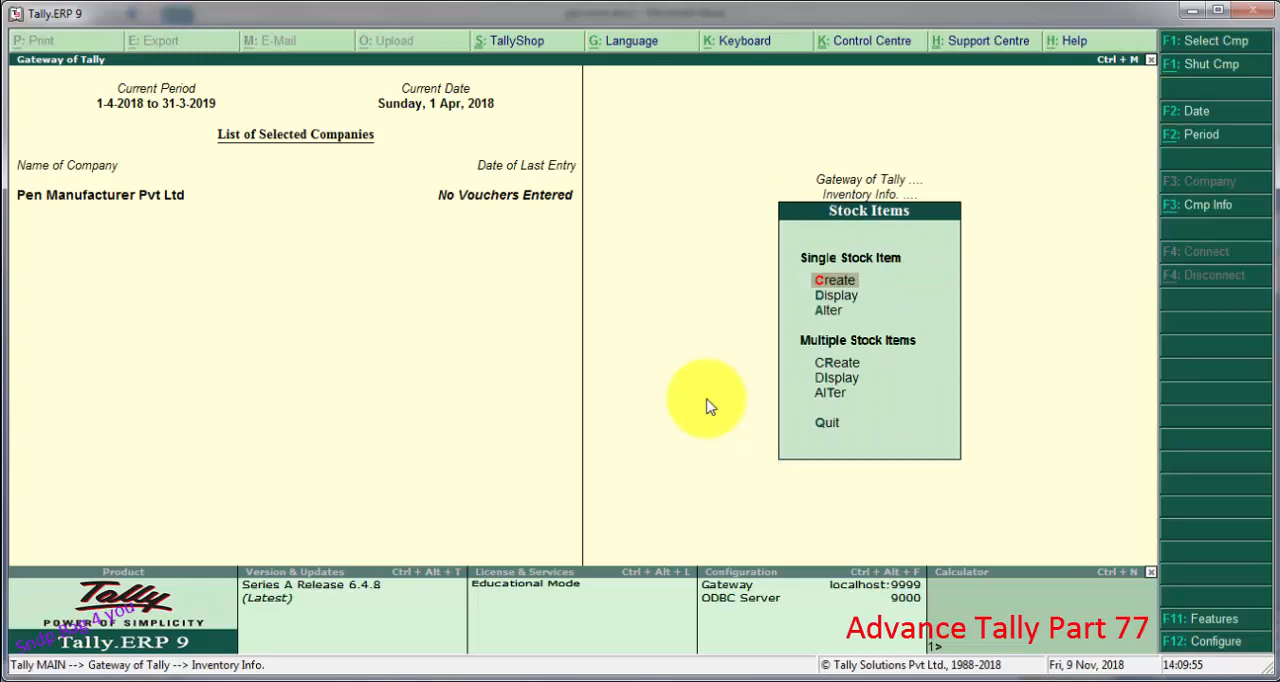 Tally.ERP 9
P: Print
E: Export
M: E-Mail
O: Upload
S: TallyShop
G: Language
K: Keyboard
K: Control Centre
H: Support Centre
H: Help
Gateway of Tally
Ctrl + M
Current Period
1-4-2018 to 31-3-2019
Current Date
Sunday, 1 Apr, 2018
List of Selected Companies
Name of Company
Date of Last Entry
Pen Manufacturer Pvt Ltd
No Vouchers Entered
Gateway of Tally ....
Inventory Info. ....
Stock Items
Single Stock Item
Create
Display
Alter
Multiple Stock Items
CReate
DIsplay
AlTer
Quit
F1: Select Cmp
F1: Shut Cmp
F2: Date
F2: Period
F3: Company
F3: Cmp Info
F4: Connect
F4: Disconnect
F11: Features
F12: Configure
Product
Tally
POWER OF SIMPLICITY
Tally.ERP 9
Version & Updates
Ctrl + Alt + T
Series A Release 6.4.8
(Latest)
License & Services
Ctrl + Alt + L
Educational Mode
Configuration
Ctrl + Alt + F
Gateway
localhost:9999
ODBC Server
9000
Calculator
Ctrl + N
1>
Advance Tally Part 77
4 you
Tally MAIN --> Gateway of Tally --> Inventory Info.
© Tally Solutions Pvt Ltd., 1988-2018
Fri, 9 Nov, 2018
14:09:55